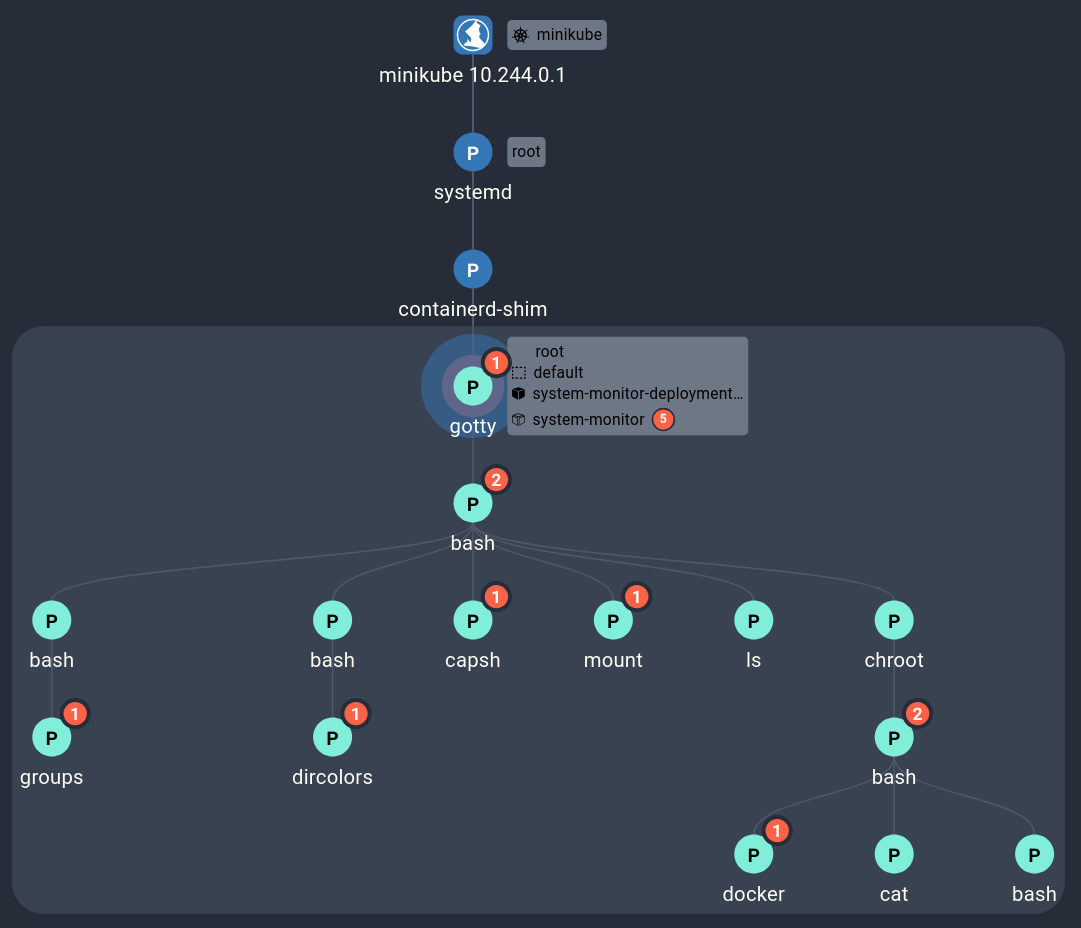 minikube
minikube 10.244.0.1
P
root
systemd
P
containerd-shim
1
root
default
P
system-monitor-deployment...
system-monitor 5
gotty
2
P
bash
1
1
P
P
P
P
P
P
bash
bash
capsh
mount
ls
chroot
1
1
2
P
P
P
groups
dircolors
bash
1
P
P
P
docker
cat
bash